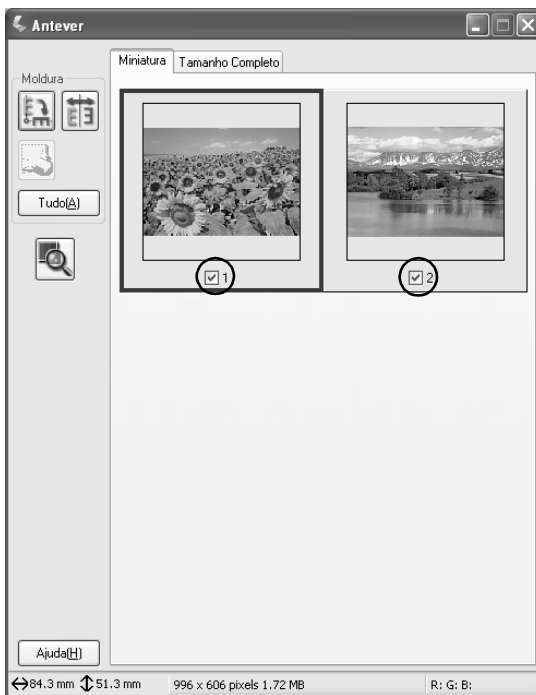 Antever
Miniatura Tamanho Completo
Moldura
Tudo(A)
1 2
Ajuda(H)
84.3 mm 51.3 mm 996 x 606 pixels 1.72 MB R: G: B: